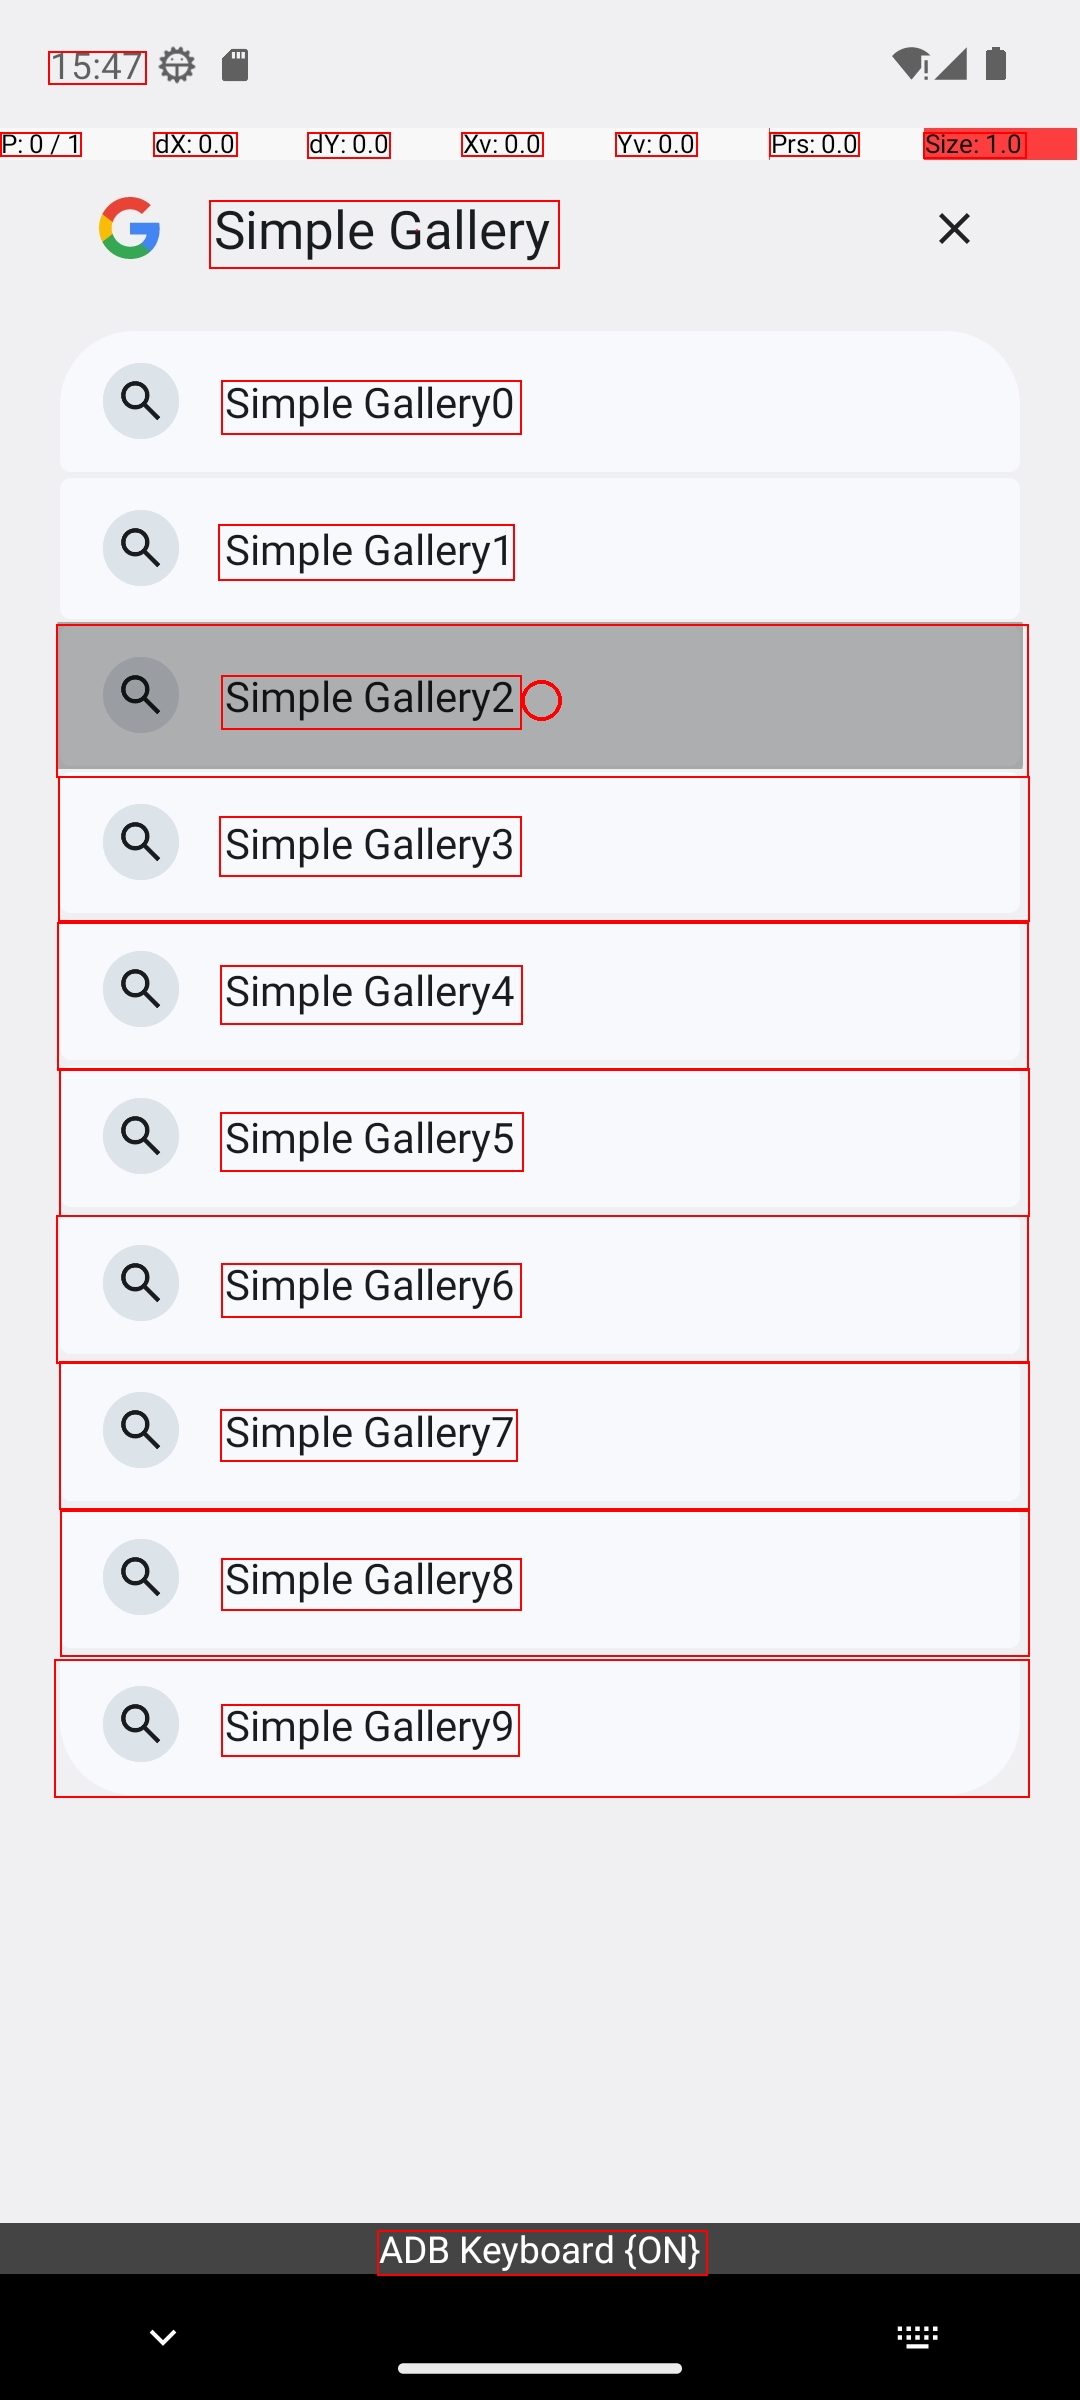 15:47
P: 0 / 1 dX: 0.0 dY: 0.0 Xv: 0.0 Yv: 0.0 Prs: 0.0 Size: 1.0
Simple Gallery
Simple Gallery0
Simple Gallery1
Simple Gallery2
Simple Gallery3
Simple Gallery4
Simple Gallery5
Simple Gallery6
Simple Gallery7
Simple Gallery8
Simple Gallery9
ADB Keyboard {ON}